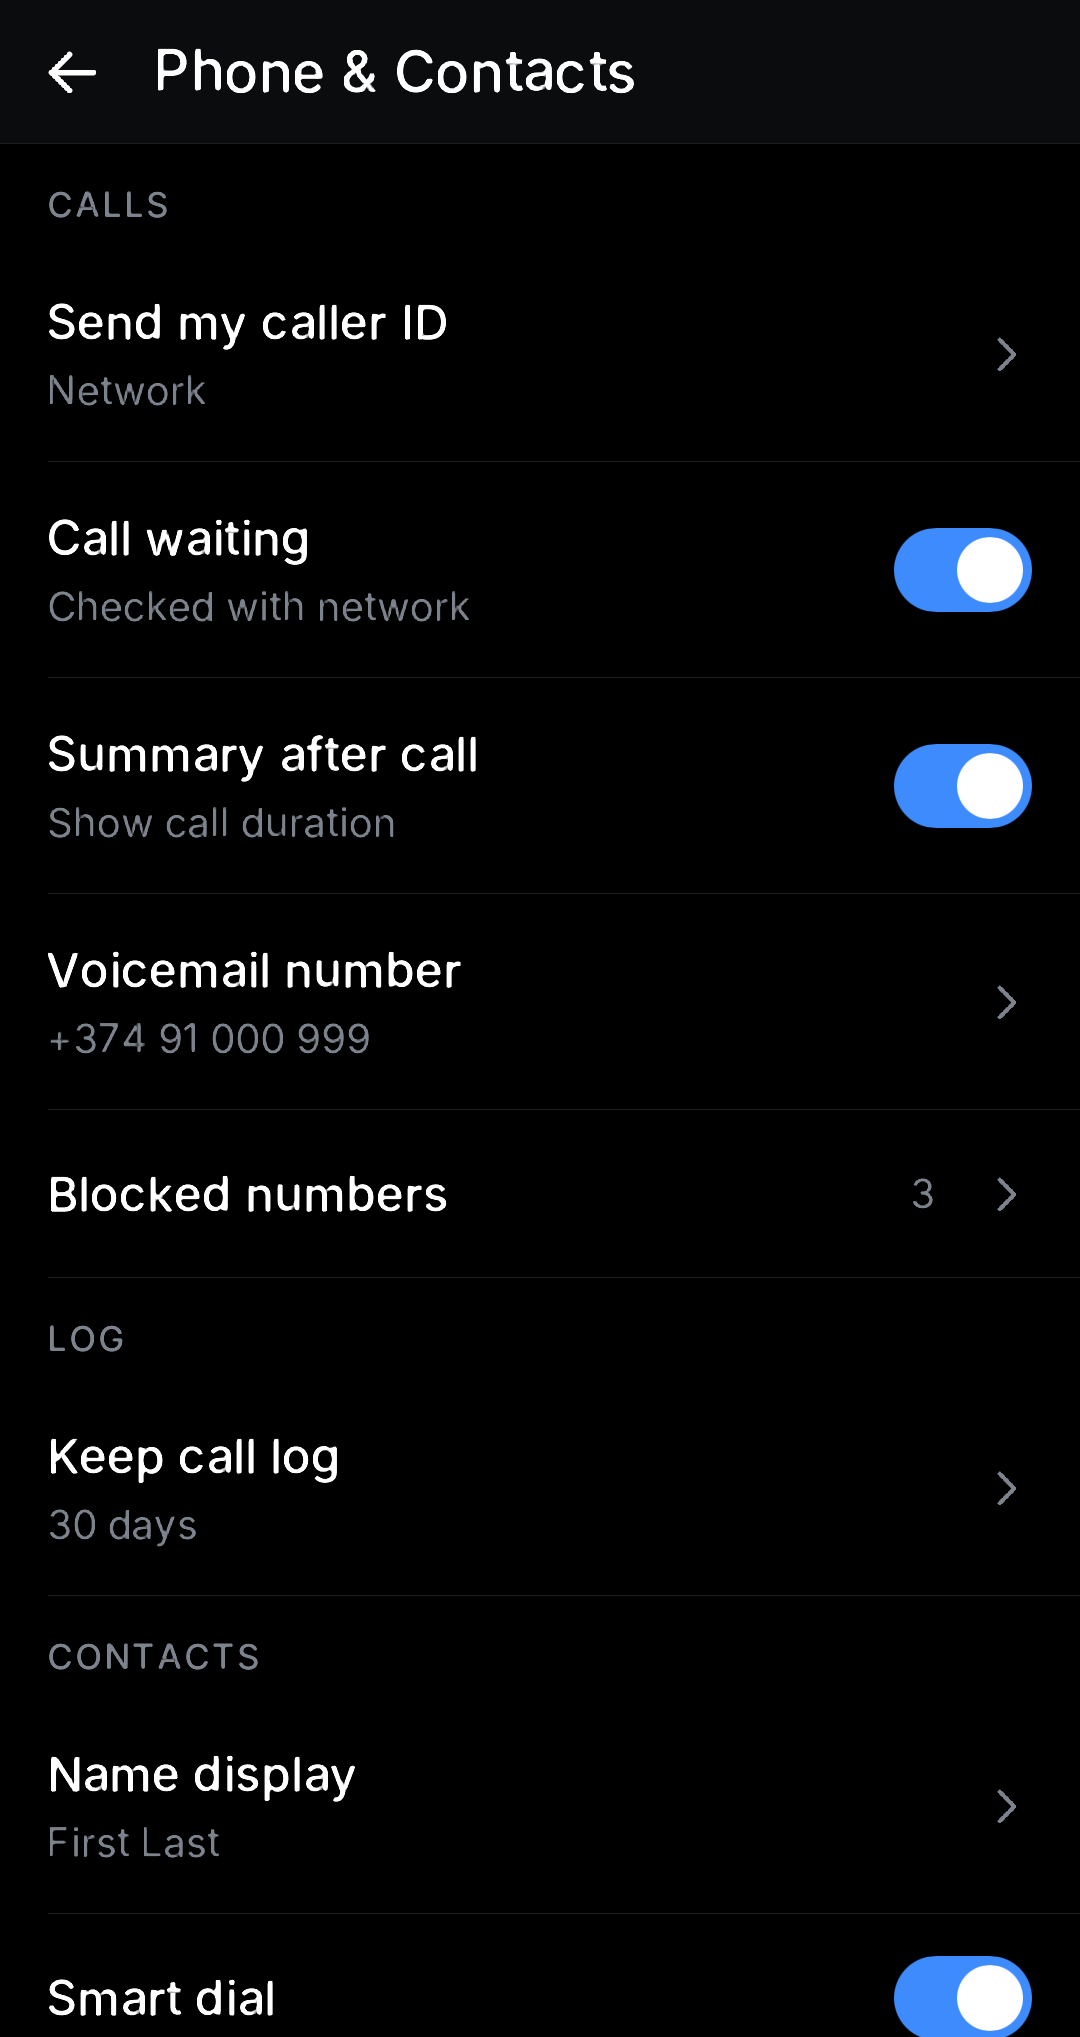 Phone & Contacts
CALLS
Send my caller ID
Network
Call waiting
Checked with network
Summary after call
Show call duration
Voicemail number
+374 91 000 999
Blocked numbers
3
LOG
Keep call log
30 days
CONTACTS
Name display
First Last
Smart dial